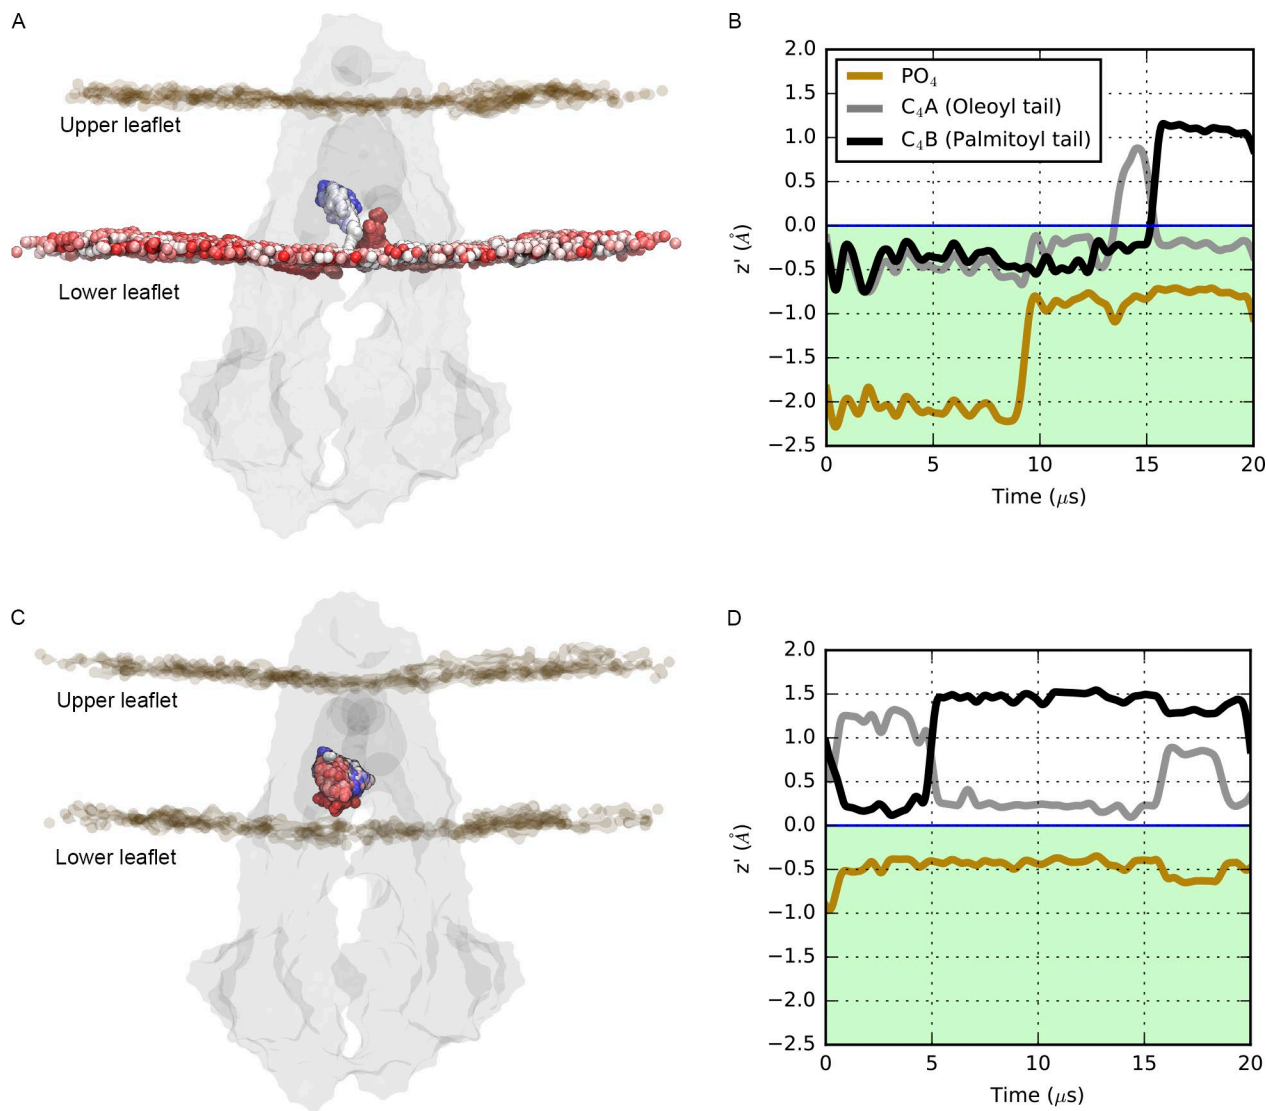 A
Upper leaflet
Lower leaflet
B
2.0
1.5
1.0
0.5
0.0
−0.5
−1.0
−1.5
−2.0
−2.5
z' (Å)
PO₄
C₄A (Oleoyl tail)
C₄B (Palmitoyl tail)
0 5 10 15 20
Time (μs)
C
Upper leaflet
Lower leaflet
D
2.0
1.5
1.0
0.5
0.0
−0.5
−1.0
−1.5
−2.0
−2.5
z' (Å)
0 5 10 15 20
Time (μs)